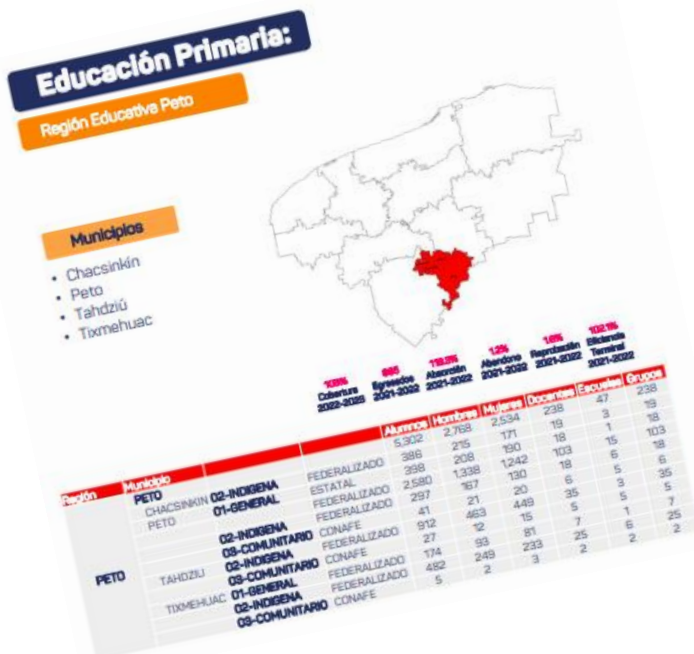 Educación Primaria:
Región Educativa Peto
Municipios
• Chacsinkín
• Peto
• Tahdziú
• Tixmehuac
1.2% 1.6% 102.1%
Cobertura 2022-2023 Egresados 2021-2022 Absorción 2021-2022 Abandono 2021-2022 Reprobación 2021-2022 Eficiencia Terminal 2021-2022
Región Municipio Alumnos Hombres Mujeres Docentes Escuelas Grupos
PETO PETO 5,302 2,768 2,534 238 47 238
CHACSINKIN 02-INDIGENA FEDERALIZADO 386 215 171 19 3 19
PETO 01-GENERAL ESTATAL 398 208 190 18 1 18
FEDERALIZADO 2,580 1,338 1,242 103 15 103
02-INDIGENA FEDERALIZADO 297 167 130 18 6 18
03-COMUNITARIO CONAFE 41 21 20 6 5 6
TAHDZIU 02-INDIGENA FEDERALIZADO 912 463 449 35 3 35
03-COMUNITARIO CONAFE 27 12 15 5 5 5
TIXMEHUAC 01-GENERAL FEDERALIZADO 174 93 81 7 1 7
02-INDIGENA FEDERALIZADO 482 249 233 25 6 25
03-COMUNITARIO CONAFE 5 2 3 2 2 2